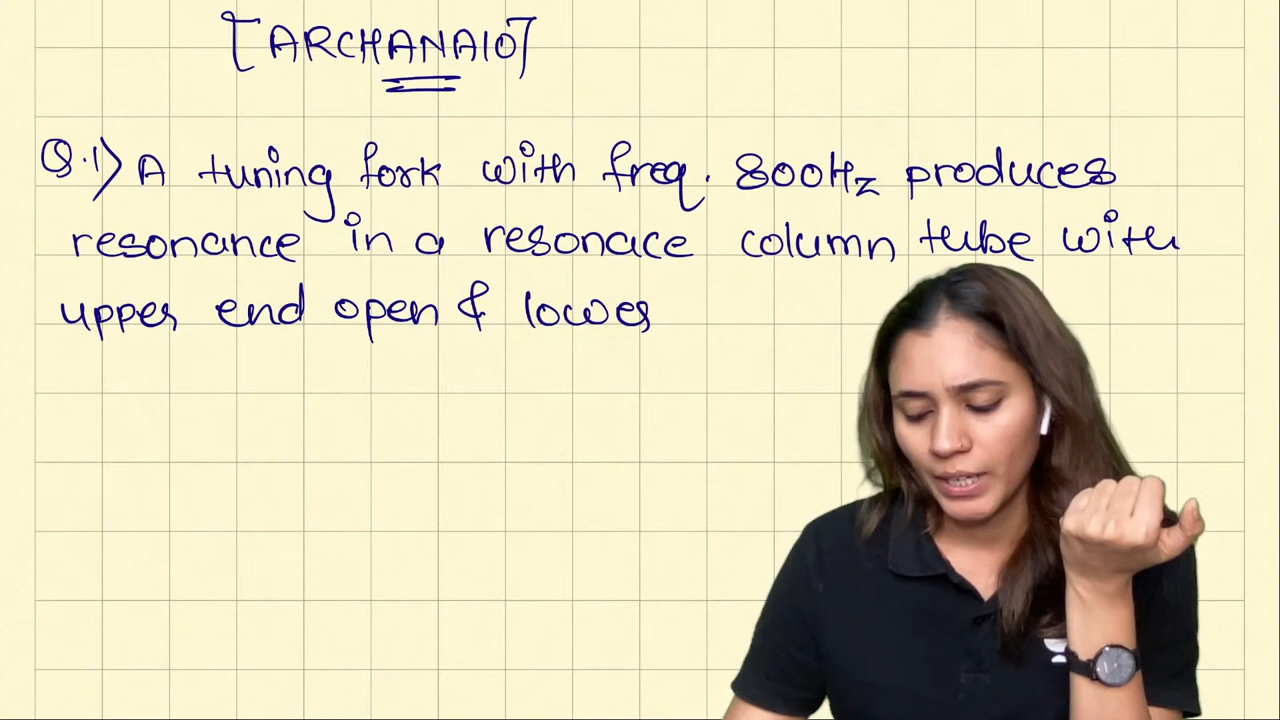 [ARCHANA10]
Q.1) A tuning fork with freq. 800Hz produces
resonance in a resonace column tube with
upper end open & lower